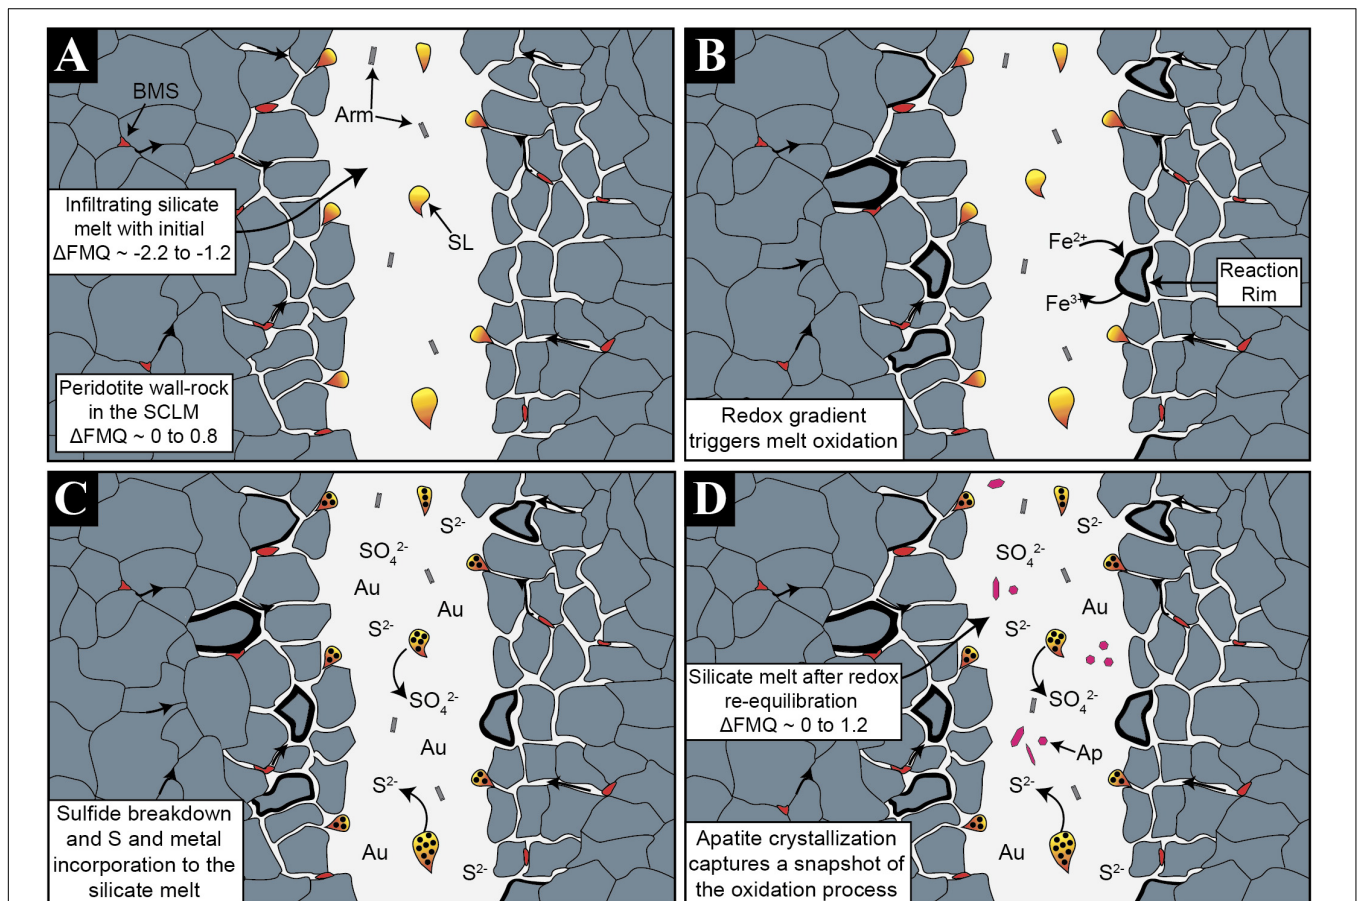 A
BMS
Arm
Infiltrating silicate
melt with initial
ΔFMQ ~ -2.2 to -1.2
SL
Peridotite wall-rock
in the SCLM
ΔFMQ ~ 0 to 0.8
B
Fe²⁺
Fe³⁺
Reaction
Rim
Redox gradient
triggers melt oxidation
C
S²⁻
SO₄²⁻
Au
Au
S²⁻
SO₄²⁻
Au
S²⁻
Au
S²⁻
Sulfide breakdown
and S and metal
incorporation to the
silicate melt
D
S²⁻
SO₄²⁻
Au
S²⁻
Silicate melt after redox
re-equilibration
ΔFMQ ~ 0 to 1.2
SO₄²⁻
Ap
S²⁻
Au
S²⁻
Apatite crystallization
captures a snapshot of
the oxidation process